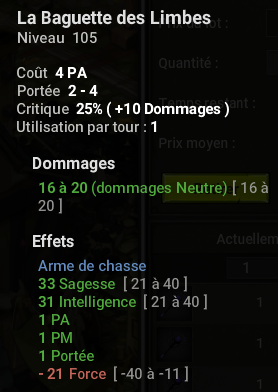 La Baguette des Limbes
Niveau 105
Coût 4 PA
Portée 2 - 4
Critique 25% ( +10 Dommages )
Utilisation par tour : 1
Dommages
16 à 20 (dommages Neutre) [ 16 à
20 ]
Effets
Arme de chasse
33 Sagesse [ 21 à 40 ]
31 Intelligence [ 21 à 40 ]
1 PA
1 PM
1 Portée
- 21 Force [ -40 à -11 ]
Quantité :
Temps restant :
Prix moyen :
Actuellem
1
1
1
1